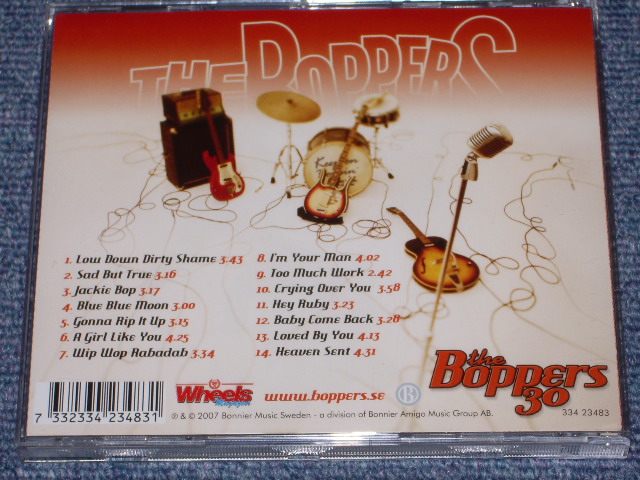 THE BOPPERS
Keep on
1. Low Down Dirty Shame 3.43
2. Sad But True 3.16
3. Jackie Bop 3.17
4. Blue Blue Moon 3.00
5. Gonna Rip It Up 3.15
6. A Girl Like You 4.25
7. Wip Wop Rabadab 3.34
8. I'm Your Man 4.02
9. Too Much Work 2.42
10. Crying Over You 3.58
11. Hey Ruby 3.23
12. Baby Come Back 3.28
13. Loved By You 4.13
14. Heaven Sent 4.31
the
Boppers
30
334 23483
7 332334 234831
Wheels
Magazine
www.boppers.se
B
℗ & © 2007 Bonnier Music Sweden - a division of Bonnier Amigo Music Group AB.